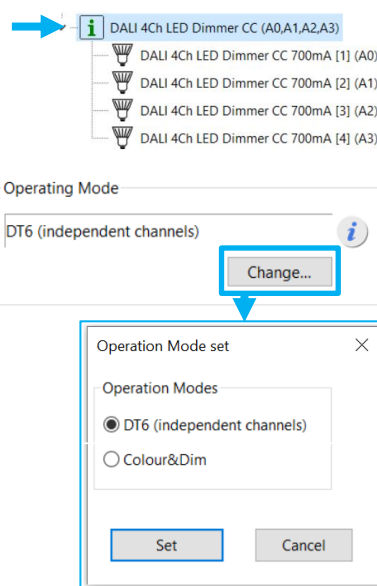 DALI 4Ch LED Dimmer CC (A0,A1,A2,A3)
DALI 4Ch LED Dimmer CC 700mA [1] (A0)
DALI 4Ch LED Dimmer CC 700mA [2] (A1)
DALI 4Ch LED Dimmer CC 700mA [3] (A2)
DALI 4Ch LED Dimmer CC 700mA [4] (A3)
Operating Mode
DT6 (independent channels)
Change...
Operation Mode set
Operation Modes
DT6 (independent channels)
Colour&Dim
Set Cancel